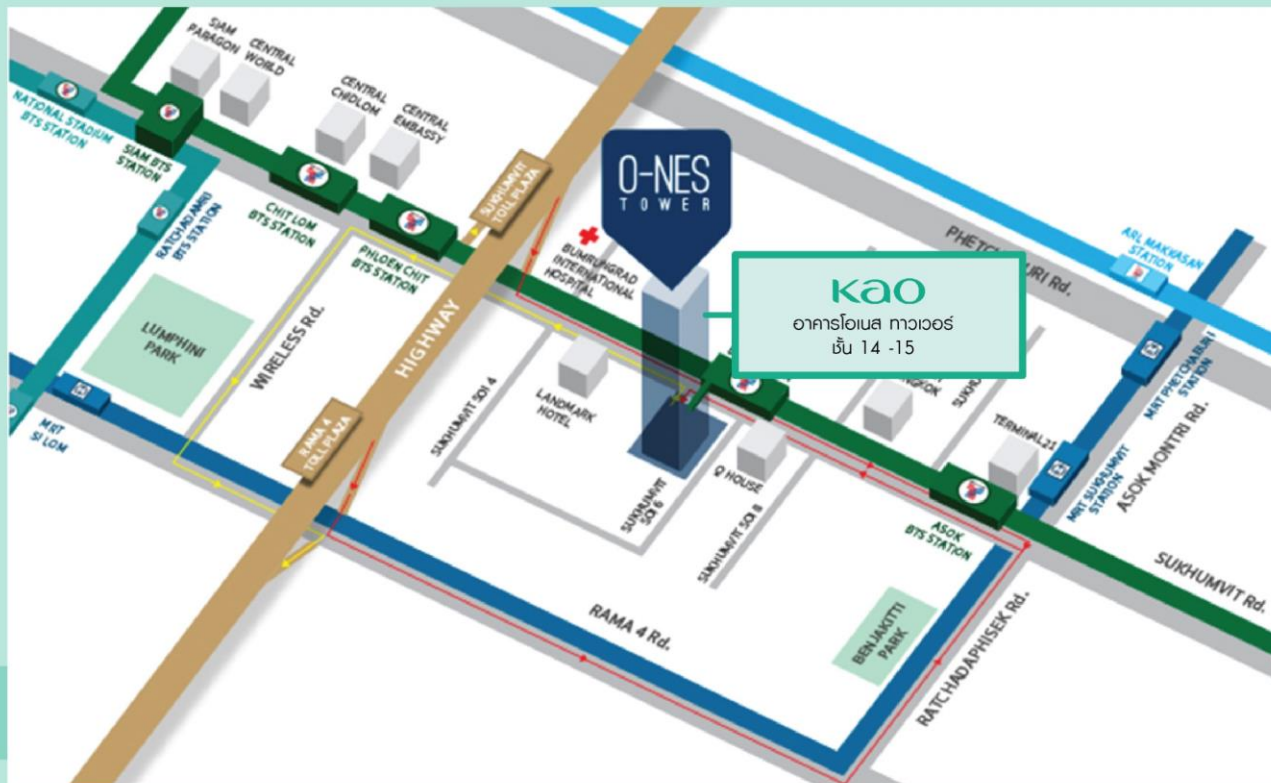 SIAM
PARAGON
CENTRAL
WORLD
CENTRAL
CHIDLOM
CENTRAL
EMBASSY
NATIONAL STADIUM
BTS STATION
SIAM BTS
STATION
RATCHADAMRI
BTS STATION
CHIT LOM
BTS STATION
PHLOEN CHIT
BTS STATION
SUKHUMVIT
TOLL PLAZA
O-NES
TOWER
BUMRUNGRAD
INTERNATIONAL
HOSPITAL
Kao
อาคารโอเนส ทาวเวอร์
ชั้น 14 -15
ARL MAKKASAN
STATION
MRT PHETCHABURI
STATION
LUMPHINI
PARK
WIRELESS Rd.
HIGHWAY
RAMA 4
TOLL PLAZA
MRT
SI LOM
SUKHUMVIT SOI 4
LANDMARK
HOTEL
SUKHUMVIT
SOI 6
Q HOUSE
SUKHUMVIT SOI 8
TERMINAL21
MRT SUKHUMVIT
STATION
ASOK MONTRI Rd.
ASOK
BTS STATION
SUKHUMVIT Rd.
RAMA 4 Rd.
BENJAKITTI
PARK
RATCHADAPHISEK Rd.